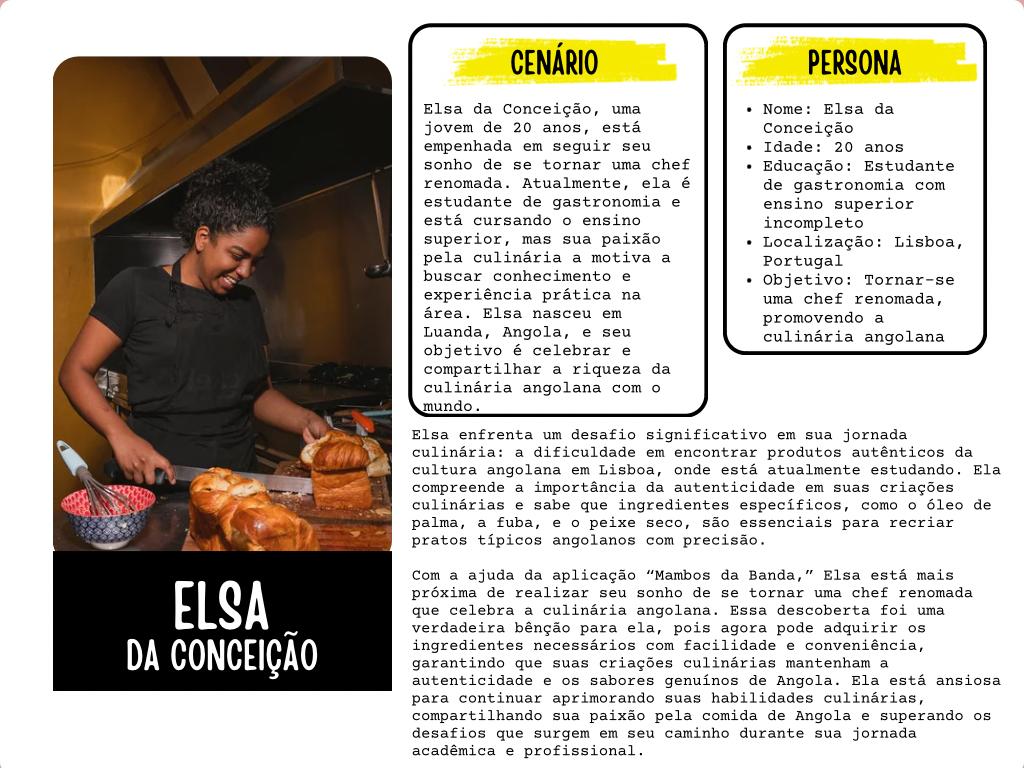 CENÁRIO
Elsa da Conceição, uma
jovem de 20 anos, está
empenhada em seguir seu
sonho de se tornar uma chef
renomada. Atualmente, ela é
estudante de gastronomia e
está cursando o ensino
superior, mas sua paixão
pela culinária a motiva a
buscar conhecimento e
experiência prática na
área. Elsa nasceu em
Luanda, Angola, e seu
objetivo é celebrar e
compartilhar a riqueza da
culinária angolana com o
mundo.
PERSONA
• Nome: Elsa da
Conceição
• Idade: 20 anos
• Educação: Estudante
de gastronomia com
ensino superior
incompleto
• Localização: Lisboa,
Portugal
• Objetivo: Tornar-se
uma chef renomada,
promovendo a
culinária angolana
Elsa enfrenta um desafio significativo em sua jornada
culinária: a dificuldade em encontrar produtos autênticos da
cultura angolana em Lisboa, onde está atualmente estudando. Ela
compreende a importância da autenticidade em suas criações
culinárias e sabe que ingredientes específicos, como o óleo de
palma, a fuba, e o peixe seco, são essenciais para recriar
pratos típicos angolanos com precisão.
Com a ajuda da aplicação “Mambos da Banda,” Elsa está mais
próxima de realizar seu sonho de se tornar uma chef renomada
que celebra a culinária angolana. Essa descoberta foi uma
verdadeira bênção para ela, pois agora pode adquirir os
ingredientes necessários com facilidade e conveniência,
garantindo que suas criações culinárias mantenham a
autenticidade e os sabores genuínos de Angola. Ela está ansiosa
para continuar aprimorando suas habilidades culinárias,
compartilhando sua paixão pela comida de Angola e superando os
desafios que surgem em seu caminho durante sua jornada
acadêmica e profissional.
ELSA
DA CONCEIÇÃO